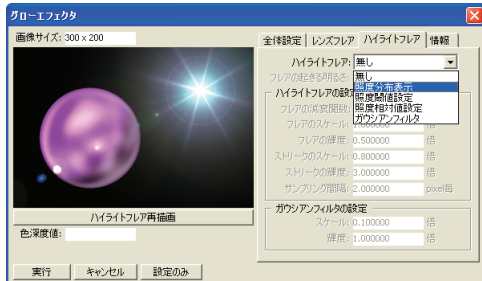 グローエフェクタ
画像サイズ: 300 x 200
全体設定 レンズフレア ハイライトフレア 情報
ハイライトフレア: 無し
フレアの起きる明るさ:
無し
照度分布表示
照度閾値設定
照度相対値設定
ガウシアンフィルタ
ハイライトフレアの設
フレアの減衰関数:
フレアのスケール: 1.000000 倍
フレアの輝度: 0.500000 倍
ストリークのスケール: 0.800000 倍
ストリークの輝度: 3.000000 倍
サンプリング間隔: 2.000000 pixel毎
ガウシアンフィルタの設定
スケール: 0.100000 倍
輝度: 1.000000 倍
ハイライトフレア再描画
色深度値:
実行 キャンセル 設定のみ